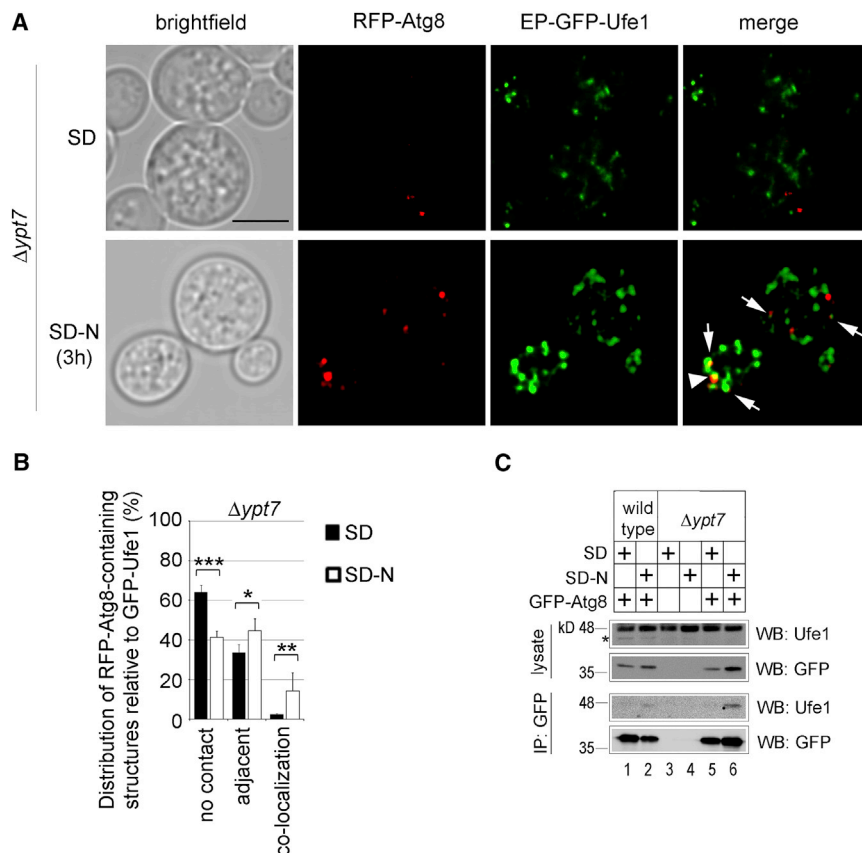 A
brightfield
RFP-Atg8
EP-GFP-Ufe1
merge
Δypt7
SD
SD-N
(3h)
B
Distribution of RFP-Atg8-containing
structures relative to GFP-Ufe1 (%)
Δypt7
100
80
60
40
20
0
***
*
**
SD
SD-N
no contact
adjacent
co-localization
C
wild
type
Δypt7
SD + + +
SD-N + + +
GFP-Atg8 + + + +
lysate
kD 48
*
WB: Ufe1
35
WB: GFP
IP: GFP
48
WB: Ufe1
35
WB: GFP
1 2 3 4 5 6